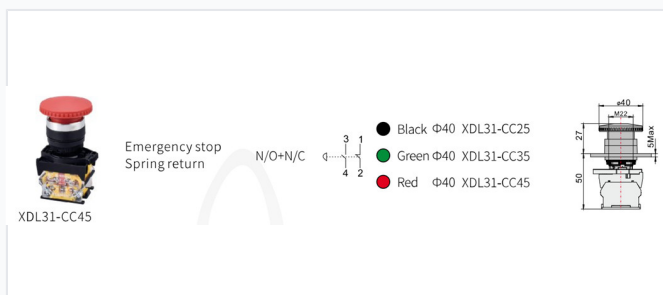 Emergency stop
Spring return
XDL31-CC45
N/O+N/C
3 1
4 2
Black Φ40 XDL31-CC25
Green Φ40 XDL31-CC35
Red Φ40 XDL31-CC45
ø40
M22
27
5Max
50